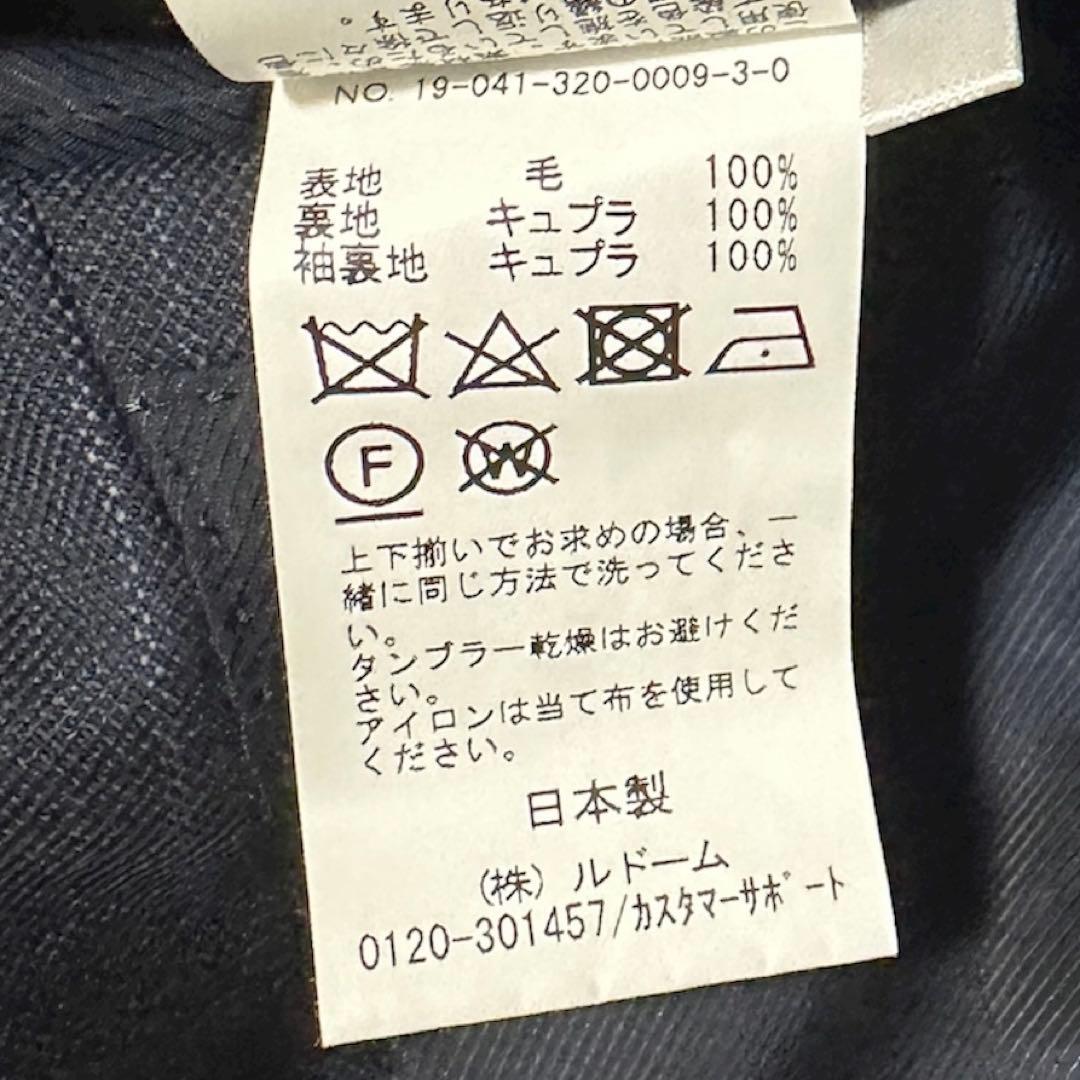 NO. 19-041-320-0009-3-0
表地 毛 100%
裏地 キュプラ 100%
袖裏地 キュプラ 100%
F
W
上下揃いでお求めの場合、一
緒に同じ方法で洗ってくださ
い。
タンブラー乾燥はお避けくだ
さい。
アイロンは当て布を使用して
ください。
日本製
(株) ルドーム
0120-301457/カスタマーサポート